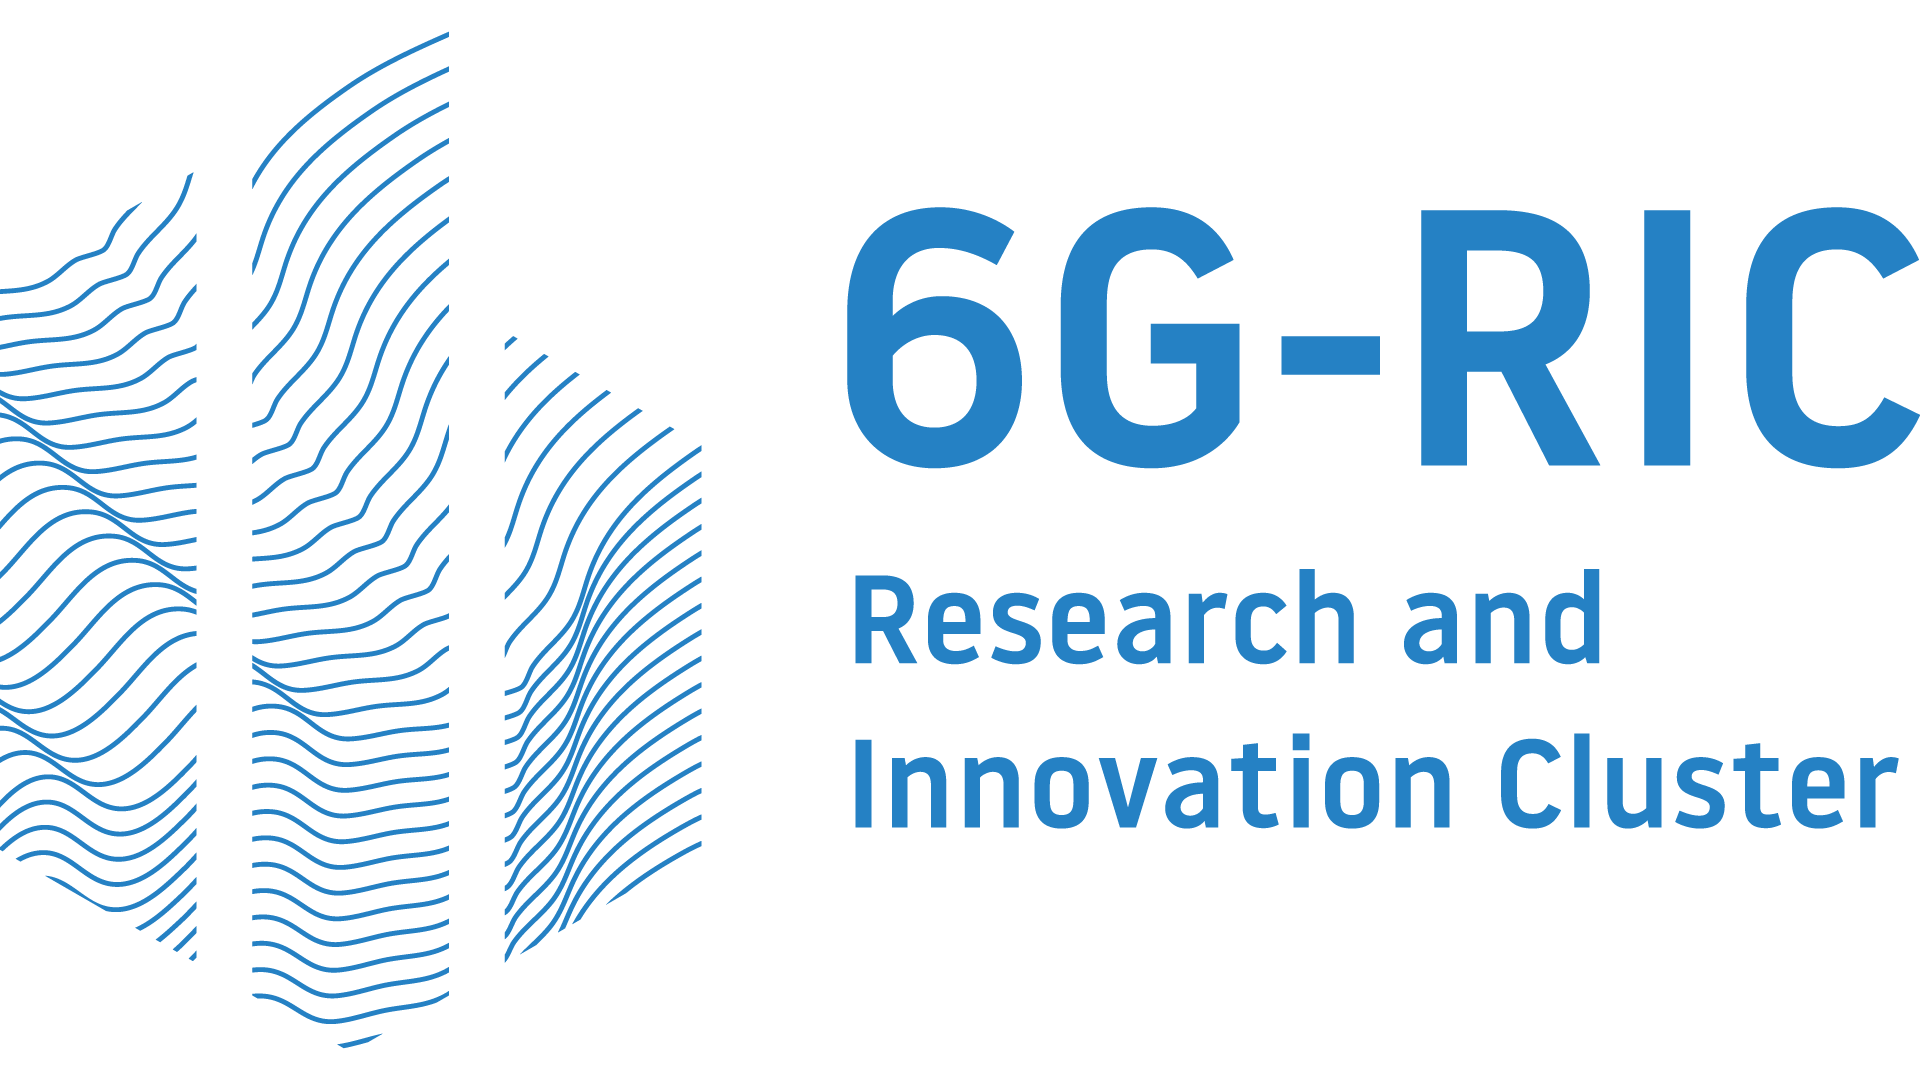 6G-RIC
Research and
Innovation Cluster